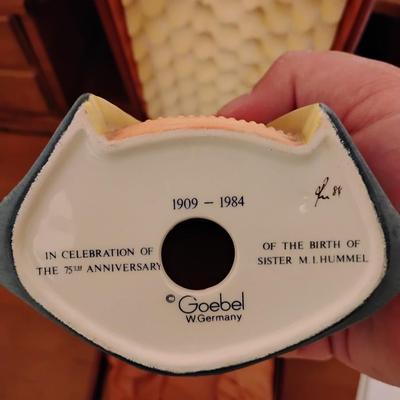 1909 – 1984
IN CELEBRATION OF
THE 75TH ANNIVERSARY
OF THE BIRTH OF
SISTER M.I.HUMMEL
© Goebel
W.Germany